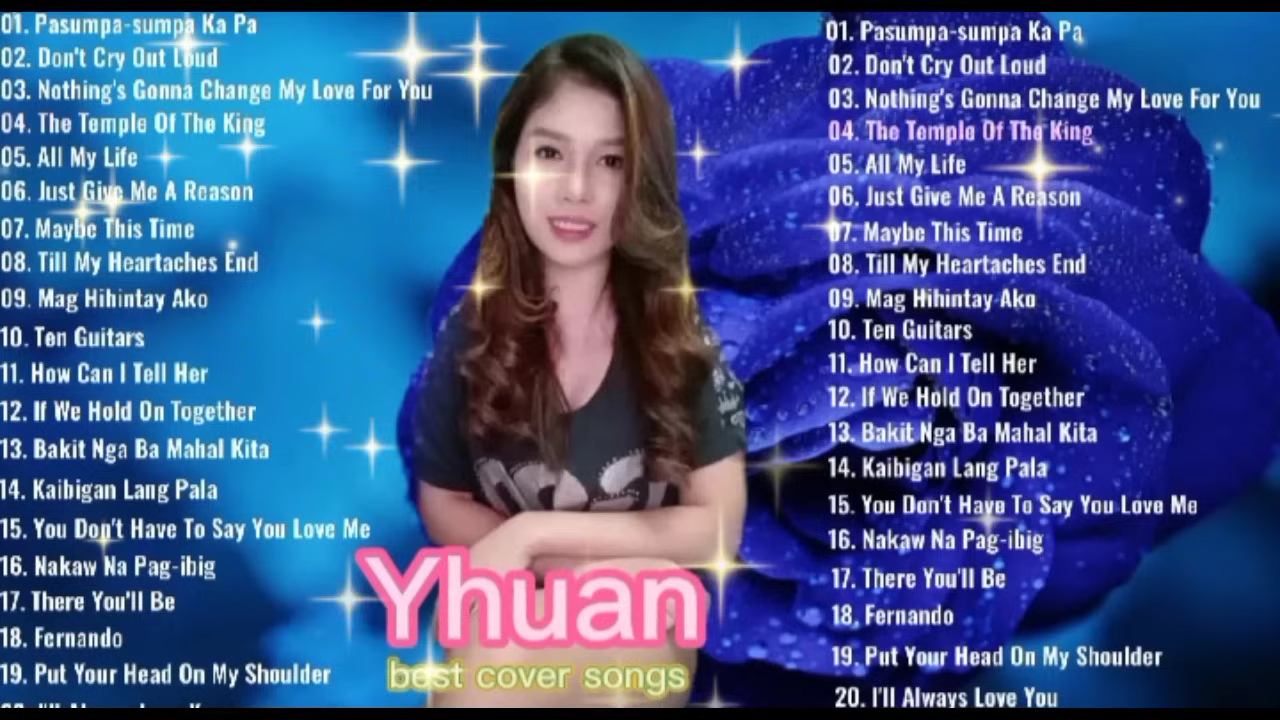 01. Pasumpa-sumpa Ka Pa
02. Don't Cry Out Loud
03. Nothing's Gonna Change My Love For You
04. The Temple Of The King
05. All My Life
06. Just Give Me A Reason
07. Maybe This Time
08. Till My Heartaches End
09. Mag Hihintay Ako
10. Ten Guitars
11. How Can I Tell Her
12. If We Hold On Together
13. Bakit Nga Ba Mahal Kita
14. Kaibigan Lang Pala
15. You Don't Have To Say You Love Me
16. Nakaw Na Pag-ibig
17. There You'll Be
18. Fernando
19. Put Your Head On My Shoulder
Yhuan
best cover songs
01. Pasumpa-sumpa Ka Pa
02. Don't Cry Out Loud
03. Nothing's Gonna Change My Love For You
04. The Temple Of The King
05. All My Life
06. Just Give Me A Reason
07. Maybe This Time
08. Till My Heartaches End
09. Mag Hihintay Ako
10. Ten Guitars
11. How Can I Tell Her
12. If We Hold On Together
13. Bakit Nga Ba Mahal Kita
14. Kaibigan Lang Pala
15. You Don't Have To Say You Love Me
16. Nakaw Na Pag-ibig
17. There You'll Be
18. Fernando
19. Put Your Head On My Shoulder
20. I'll Always Love You